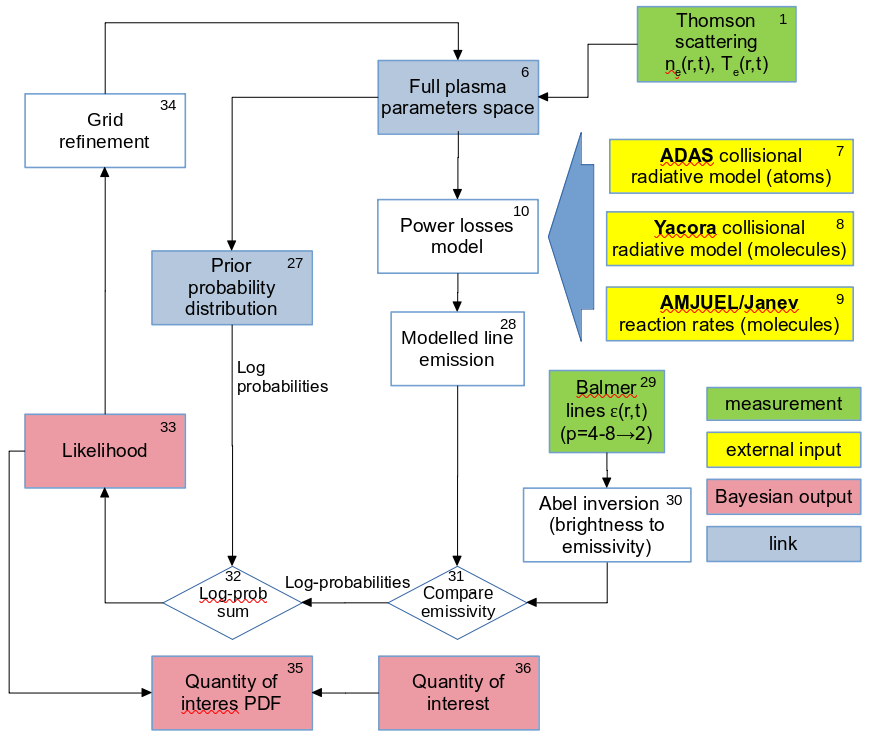 Thomson 1
scattering
ne(r,t), Te(r,t)
6
Full plasma
parameters space
34
Grid
refinement
7
ADAS collisional
radiative model (atoms)
10
Power losses
model
8
Yacora collisional
radiative model (molecules)
27
Prior
probability
distribution
9
AMJUEL/Janev
reaction rates (molecules)
28
Modelled line
emission
Log
probabilities
Balmer 29
lines ε(r,t)
(p=4-8→2)
measurement
external input
33
Likelihood
Bayesian output
Abel inversion 30
(brightness to
emissivity)
link
32
Log-prob
sum
Log-probabilities
31
Compare
emissivity
35
Quantity of
interes PDF
36
Quantity of
interest